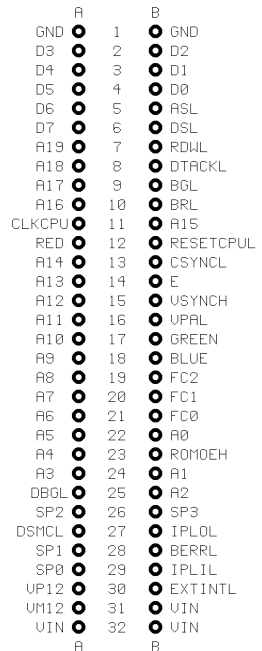 A B
GND 1 GND
D3 2 D2
D4 3 D1
D5 4 D0
D6 5 ASL
D7 6 DSL
A19 7 RDWL
A18 8 DTACKL
A17 9 BGL
A16 10 BRL
CLKCPU 11 A15
RED 12 RESETCPUL
A14 13 CSYNCL
A13 14 E
A12 15 VSYNCH
A11 16 VPAL
A10 17 GREEN
A9 18 BLUE
A8 19 FC2
A7 20 FC1
A6 21 FC0
A5 22 A0
A4 23 ROMOEH
A3 24 A1
DBGL 25 A2
SP2 26 SP3
DSMCL 27 IPLOL
SP1 28 BERRL
SP0 29 IPLIL
VP12 30 EXTINTL
VM12 31 VIN
VIN 32 VIN
A B